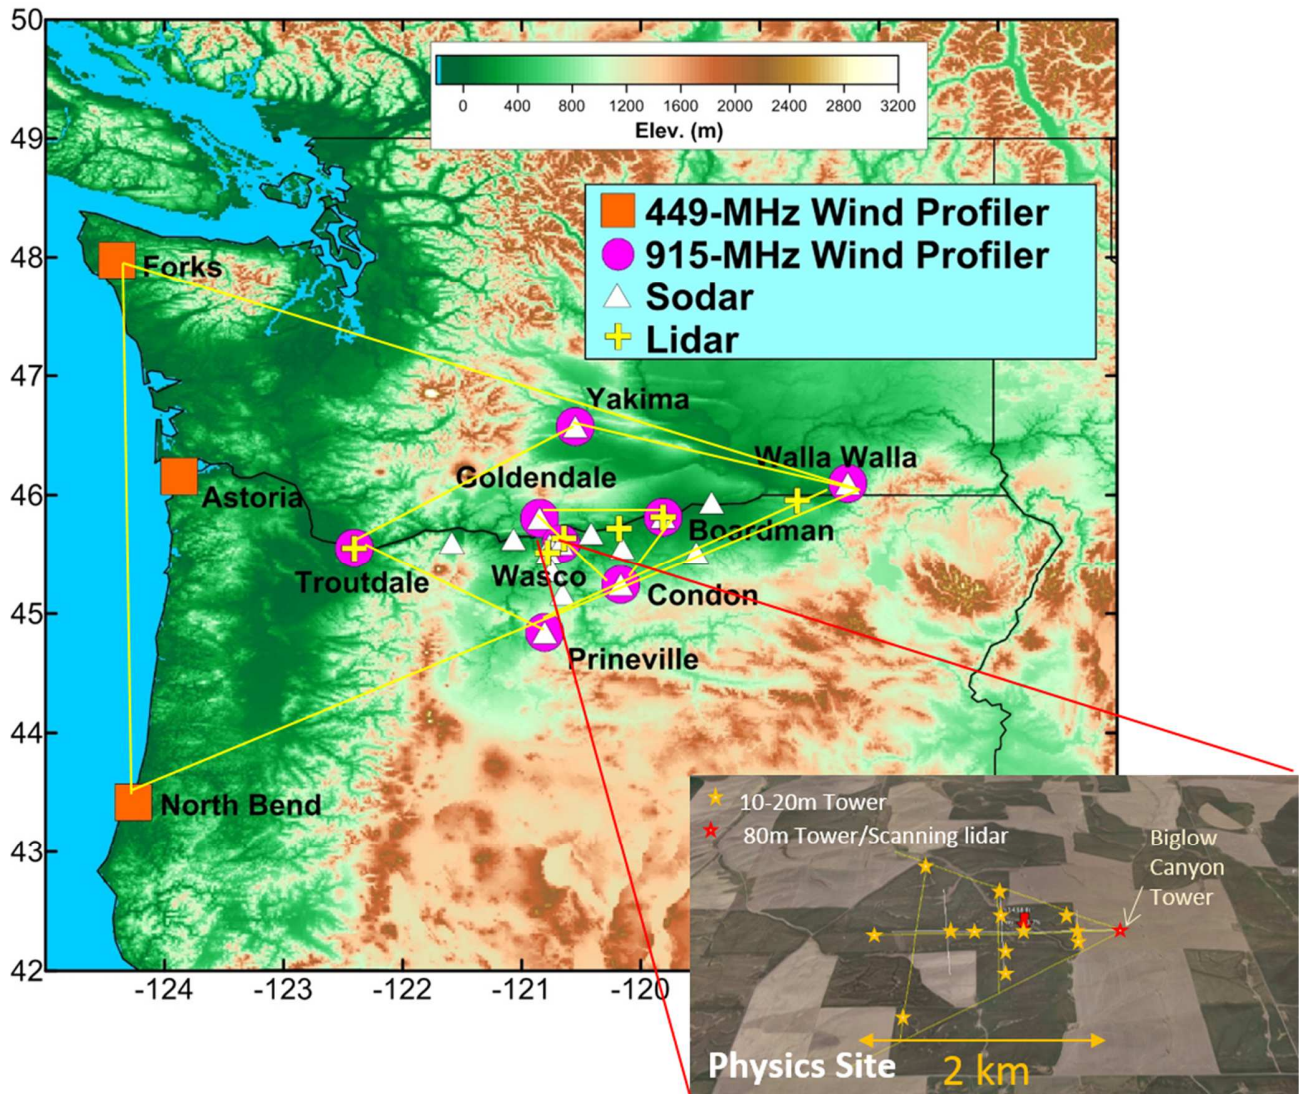 50
49
48
47
46
45
44
43
42
-124
-123
-122
-121
-120
0
400
800
1200
1600
2000
2400
2800
3200
Elev. (m)
449-MHz Wind Profiler
915-MHz Wind Profiler
Sodar
Lidar
Forks
Yakima
Walla Walla
Goldendale
Astoria
Boardman
Wasco
Troutdale
Condon
Prineville
North Bend
10-20m Tower
80m Tower/Scanning lidar
Biglow
Canyon
Tower
Physics Site
2 km